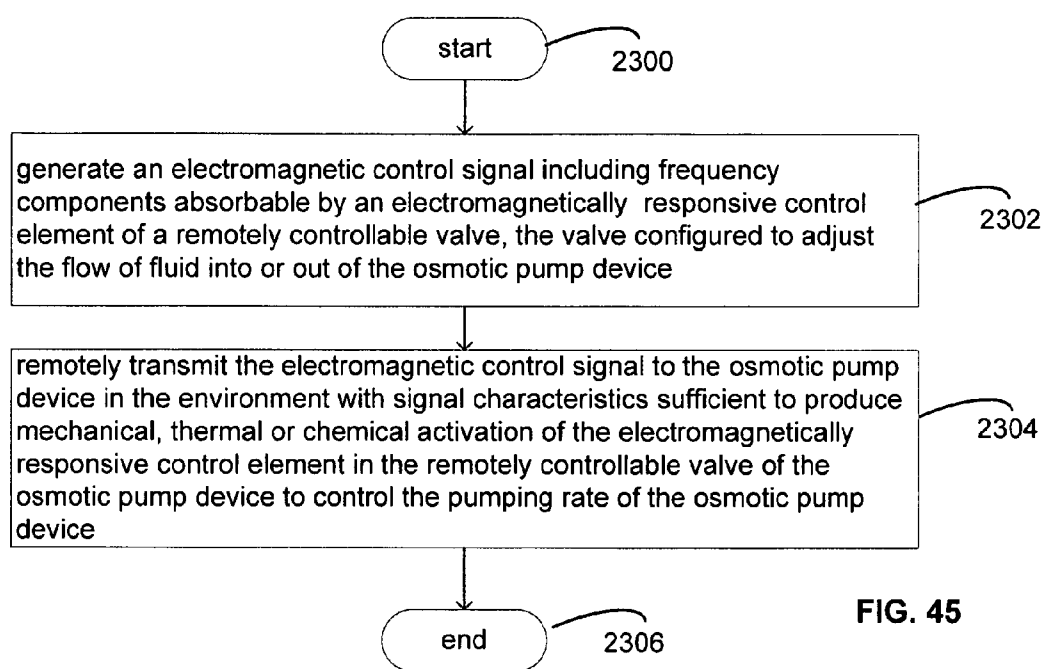 start
2300
generate an electromagnetic control signal including frequency
components absorbable by an electromagnetically responsive control
element of a remotely controllable valve, the valve configured to adjust
the flow of fluid into or out of the osmotic pump device
2302
remotely transmit the electromagnetic control signal to the osmotic pump
device in the environment with signal characteristics sufficient to produce
mechanical, thermal or chemical activation of the electromagnetically
responsive control element in the remotely controllable valve of the
osmotic pump device to control the pumping rate of the osmotic pump
device
2304
end
2306
FIG. 45